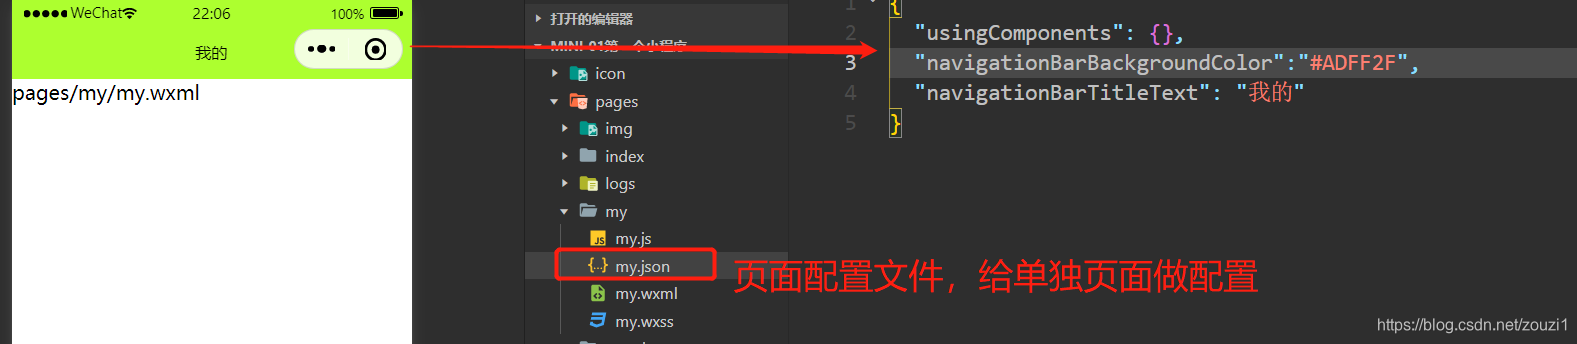 WeChat 22:06 100%
我的
pages/my/my.wxml
打开的编辑器
MINI-01第一个小程序
icon
pages
img
index
logs
my
my.js
my.json
my.wxml
my.wxss
1 {
2 "usingComponents": {},
3 "navigationBarBackgroundColor":"#ADFF2F",
4 "navigationBarTitleText": "我的"
5 }
页面配置文件，给单独页面做配置
https://blog.csdn.net/zouzi1